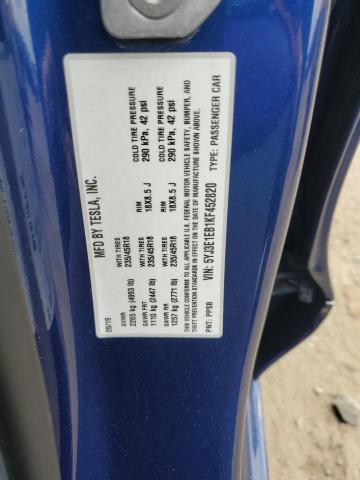 MFD BY TESLA, INC.
09/19
GVWR
2265 kg (4993 lb)
GAWR FRT
1110 kg (2447 lb)
GAWR RR
1257 kg (2771 lb)
WITH TIRES
235/45R18
WITH TIRES
235/45R18
RIM
18X8.5 J
RIM
18X8.5 J
COLD TIRE PRESSURE
290 kPa, 42 psi
COLD TIRE PRESSURE
290 kPa, 42 psi
THIS VEHICLE CONFORMS TO ALL APPLICABLE FEDERAL MOTOR VEHICLE SAFETY, BUMPER, AND
THEFT PREVENTION STANDARDS IN EFFECT ON THE DATE OF MANUFACTURE SHOWN ABOVE.
VIN: 5YJ3E1EB1KF452820
TYPE: PASSENGER CAR
PNT: PPSB